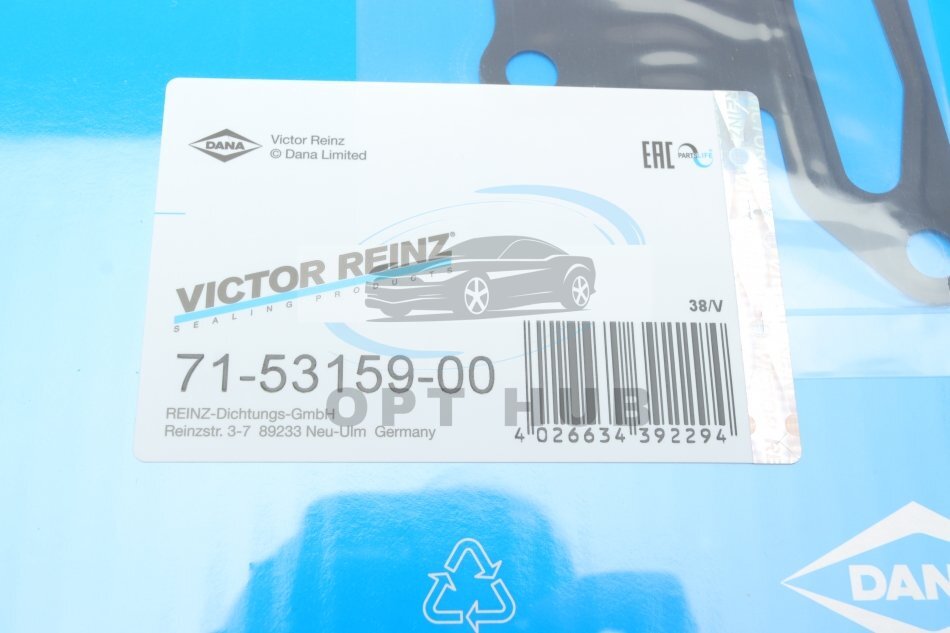 DANA
Victor Reinz
© Dana Limited
EAC
PARTSLIFE®
VICTOR REINZ®
SEALING PRODUCTS
38/V
71-53159-00
OPT HUB
REINZ-Dichtungs-GmbH
Reinzstr. 3-7 89233 Neu-Ulm Germany
4 026634 392294
DANA